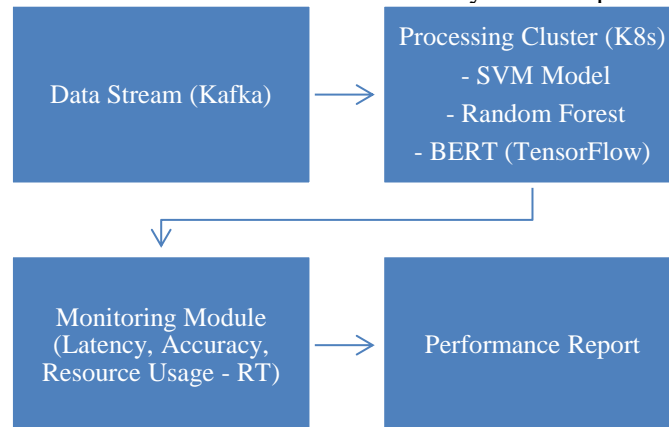 Data Stream (Kafka)
Processing Cluster (K8s)
- SVM Model
- Random Forest
- BERT (TensorFlow)
Monitoring Module
(Latency, Accuracy,
Resource Usage - RT)
Performance Report